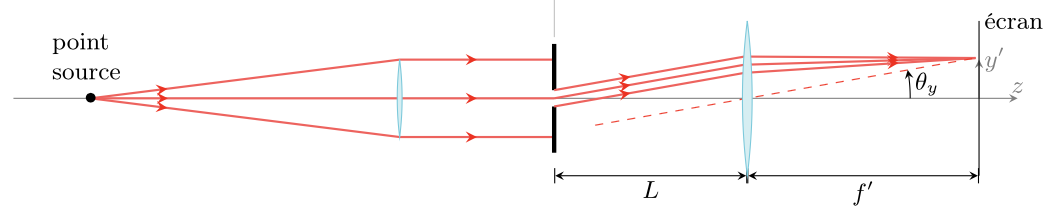 point
source
écran
y′
z
θy
L
f′